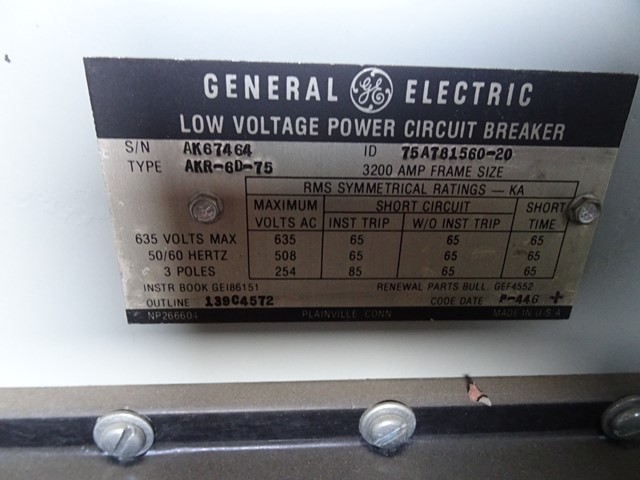 GENERAL GE ELECTRIC
LOW VOLTAGE POWER CIRCUIT BREAKER
S/N AK67464 ID 75A781560-20
TYPE AKR-6D-75 3200 AMP FRAME SIZE
RMS SYMMETRICAL RATINGS — KA
MAXIMUM SHORT CIRCUIT SHORT
VOLTS AC INST TRIP W/O INST TRIP TIME
635 VOLTS MAX 635 65 65 65
50/60 HERTZ 508 65 65 65
3 POLES 254 85 65 65
INSTR BOOK GEI86151 RENEWAL PARTS BULL. GEF4552
OUTLINE 139C4572 CODE DATE P-446 +
NP266604 PLAINVILLE, CONN MADE IN U.S.A